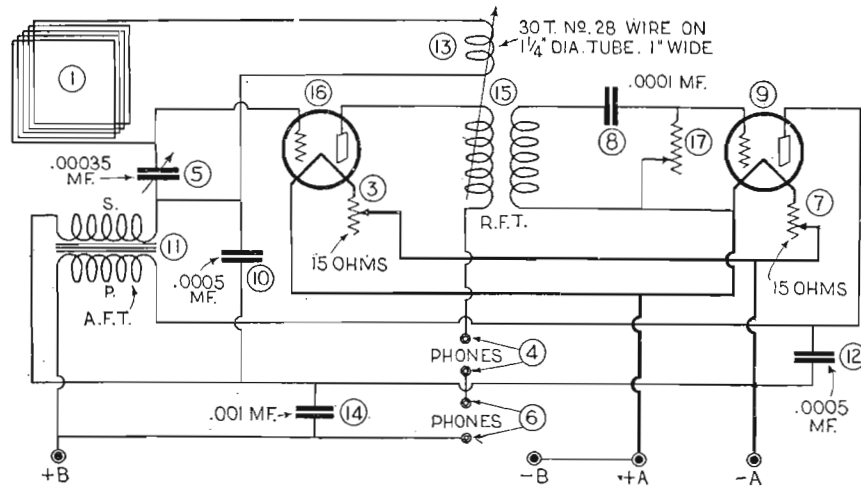 30 T. Nº. 28 WIRE ON
1¼" DIA. TUBE. 1" WIDE
13
1
16
15
.0001 MF.
9
8
17
.00035
MF.
5
3
7
S.
R.F.T.
11
15 OHMS
10
.0005
MF.
15 OHMS
P.
A.F.T.
PHONES
4
12
.0005
MF.
.001 MF.
14
PHONES
6
+B
-B
+A
-A